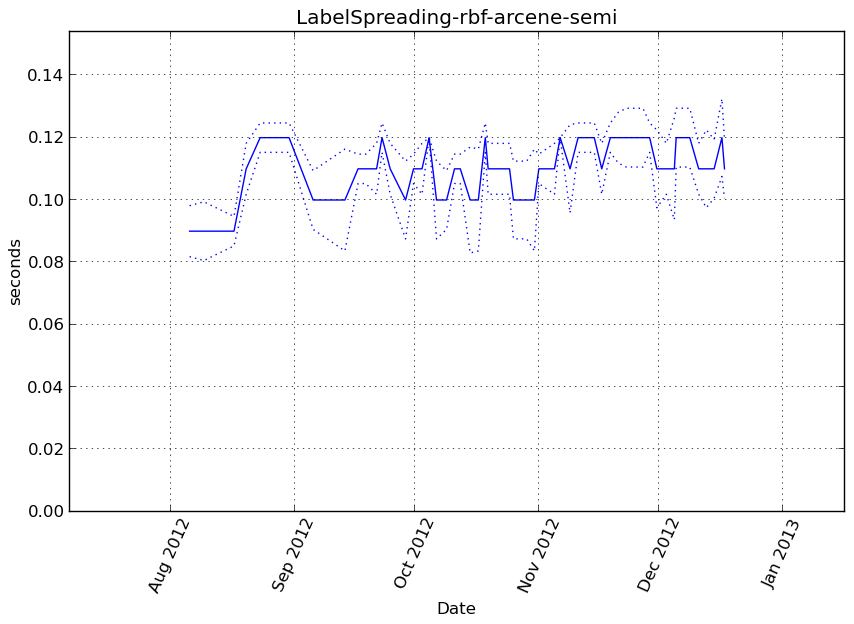 LabelSpreading-rbf-arcene-semi
0.14
0.12
0.10
0.08
0.06
0.04
0.02
0.00
seconds
Aug 2012
Sep 2012
Oct 2012
Nov 2012
Dec 2012
Jan 2013
Date